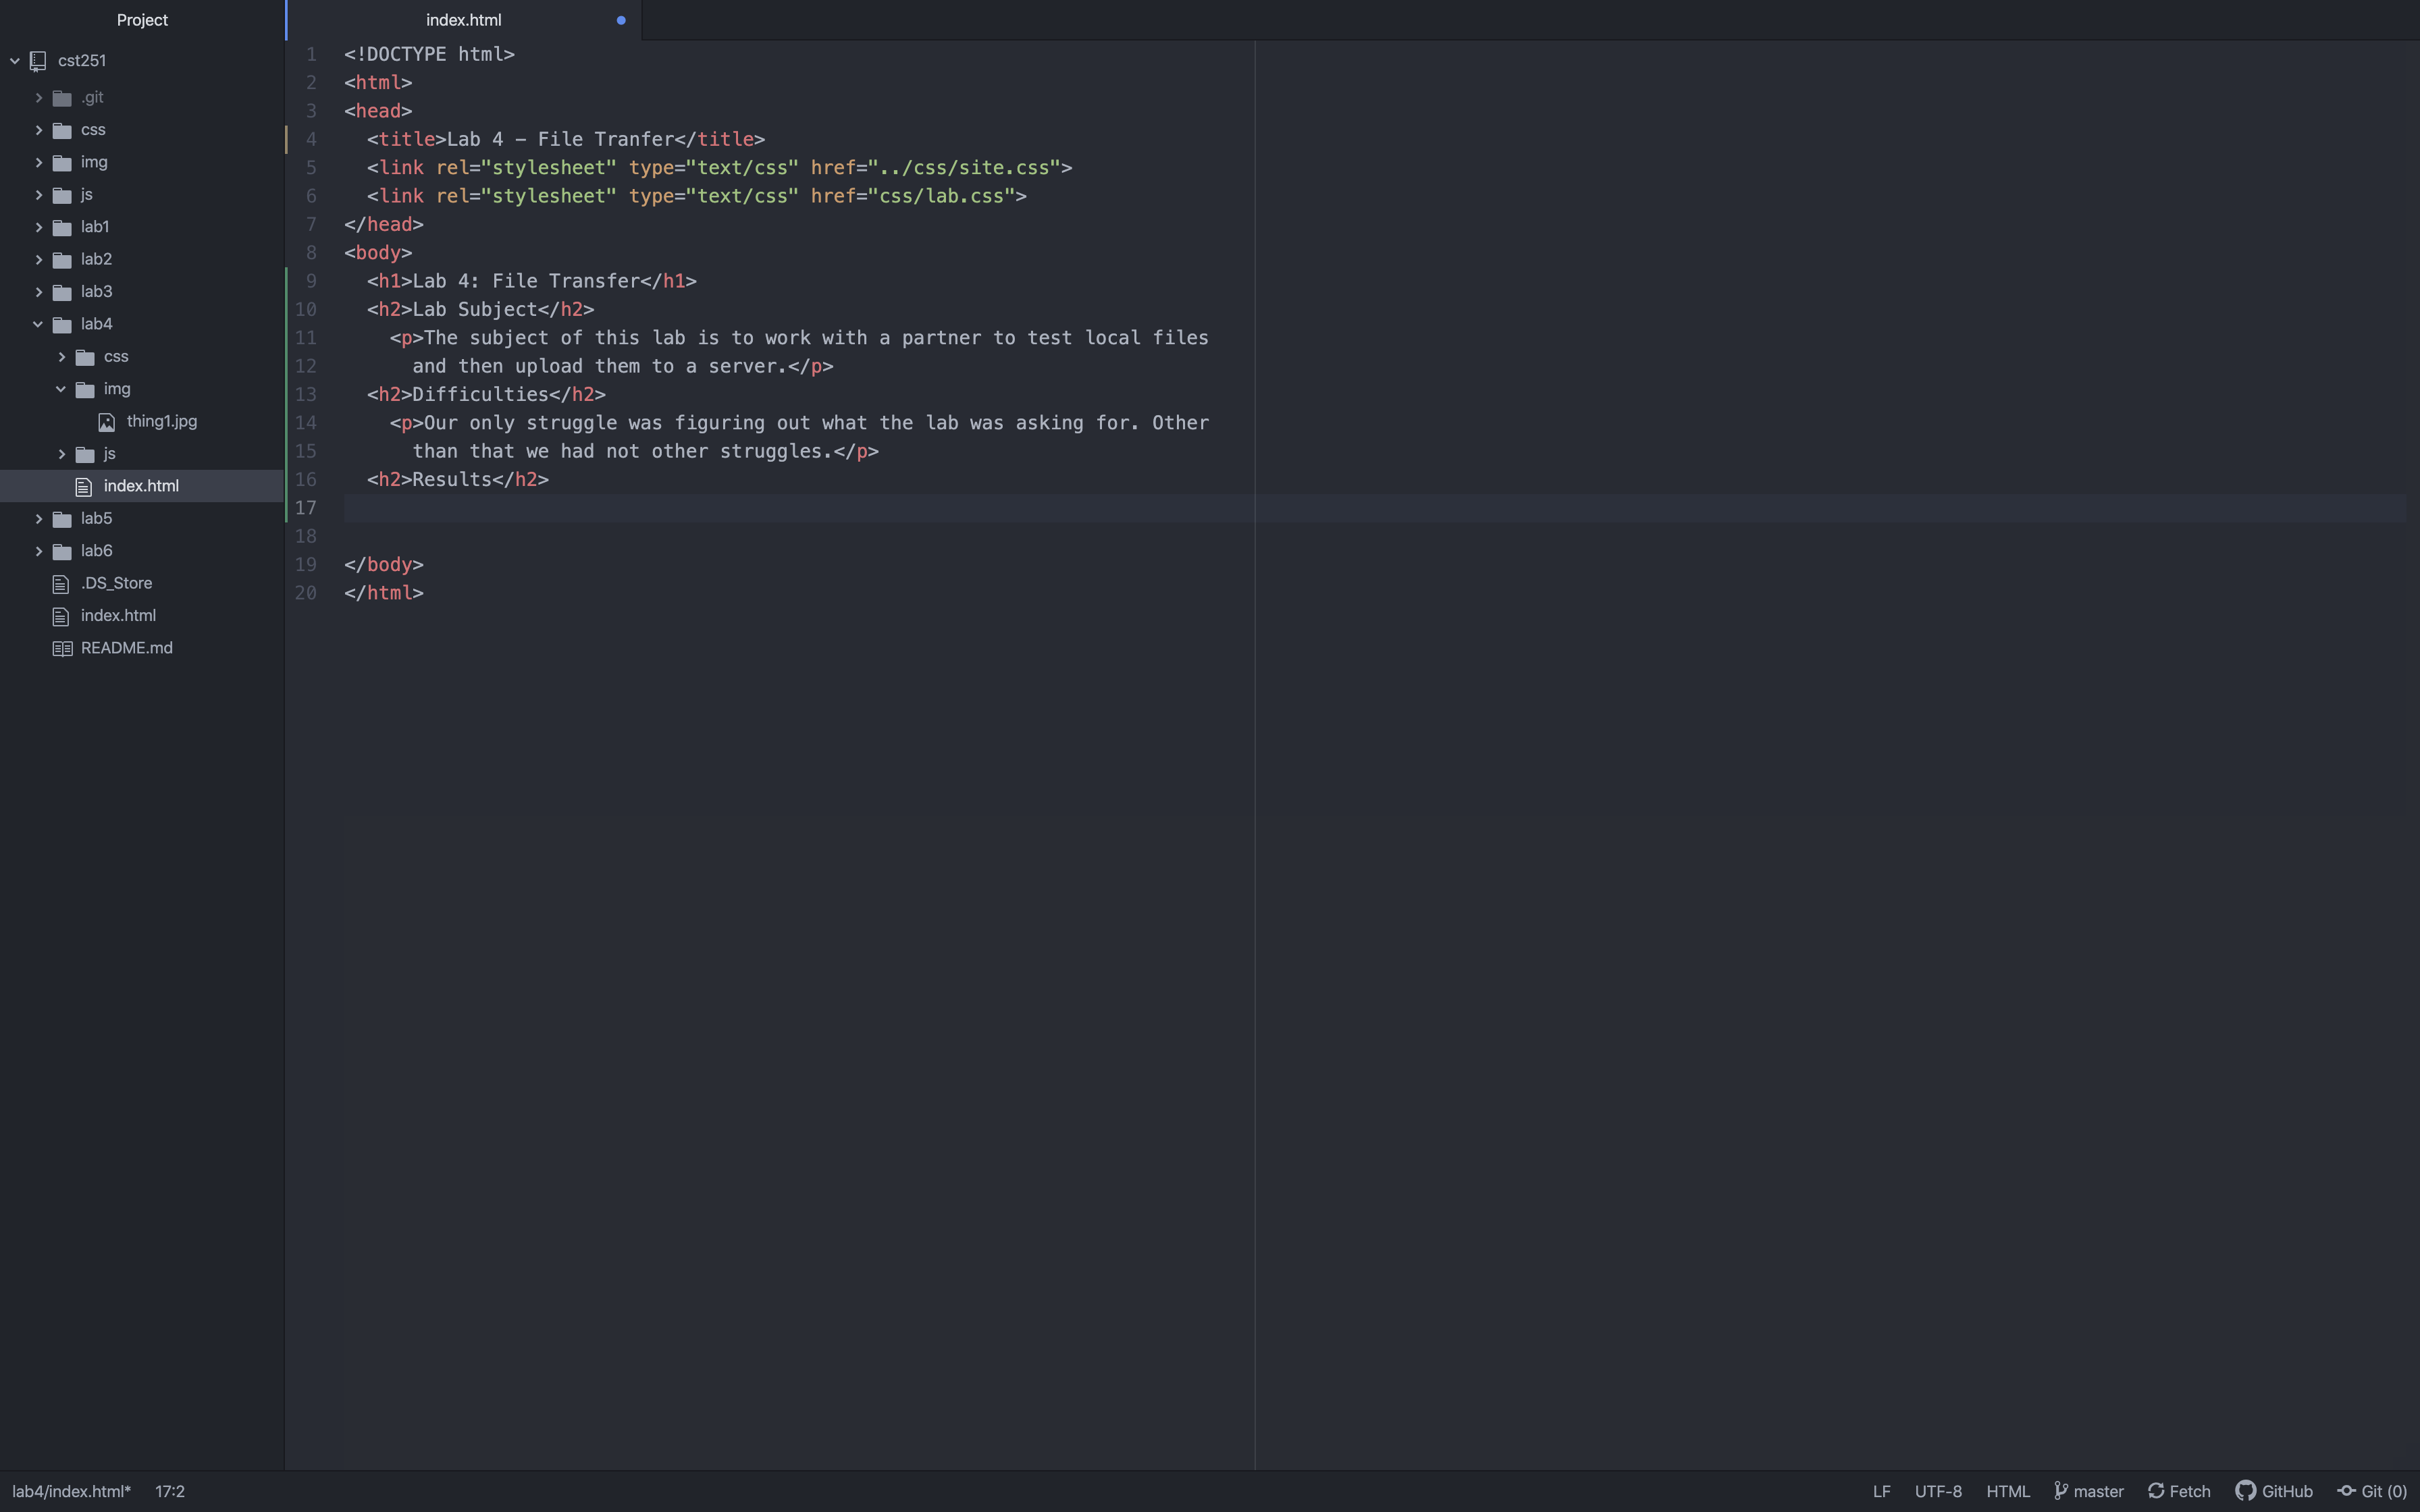 Project
cst251
.git
css
img
js
lab1
lab2
lab3
lab4
css
img
thing1.jpg
js
index.html
lab5
lab6
.DS_Store
index.html
README.md
index.html
1 <!DOCTYPE html>
2 <html>
3 <head>
4 <title>Lab 4 - File Tranfer</title>
5 <link rel="stylesheet" type="text/css" href="../css/site.css">
6 <link rel="stylesheet" type="text/css" href="css/lab.css">
7 </head>
8 <body>
9 <h1>Lab 4: File Transfer</h1>
10 <h2>Lab Subject</h2>
11 <p>The subject of this lab is to work with a partner to test local files
12 and then upload them to a server.</p>
13 <h2>Difficulties</h2>
14 <p>Our only struggle was figuring out what the lab was asking for. Other
15 than that we had not other struggles.</p>
16 <h2>Results</h2>
17
18
19 </body>
20 </html>
lab4/index.html* 17:2 LF UTF-8 HTML master Fetch GitHub Git (0)